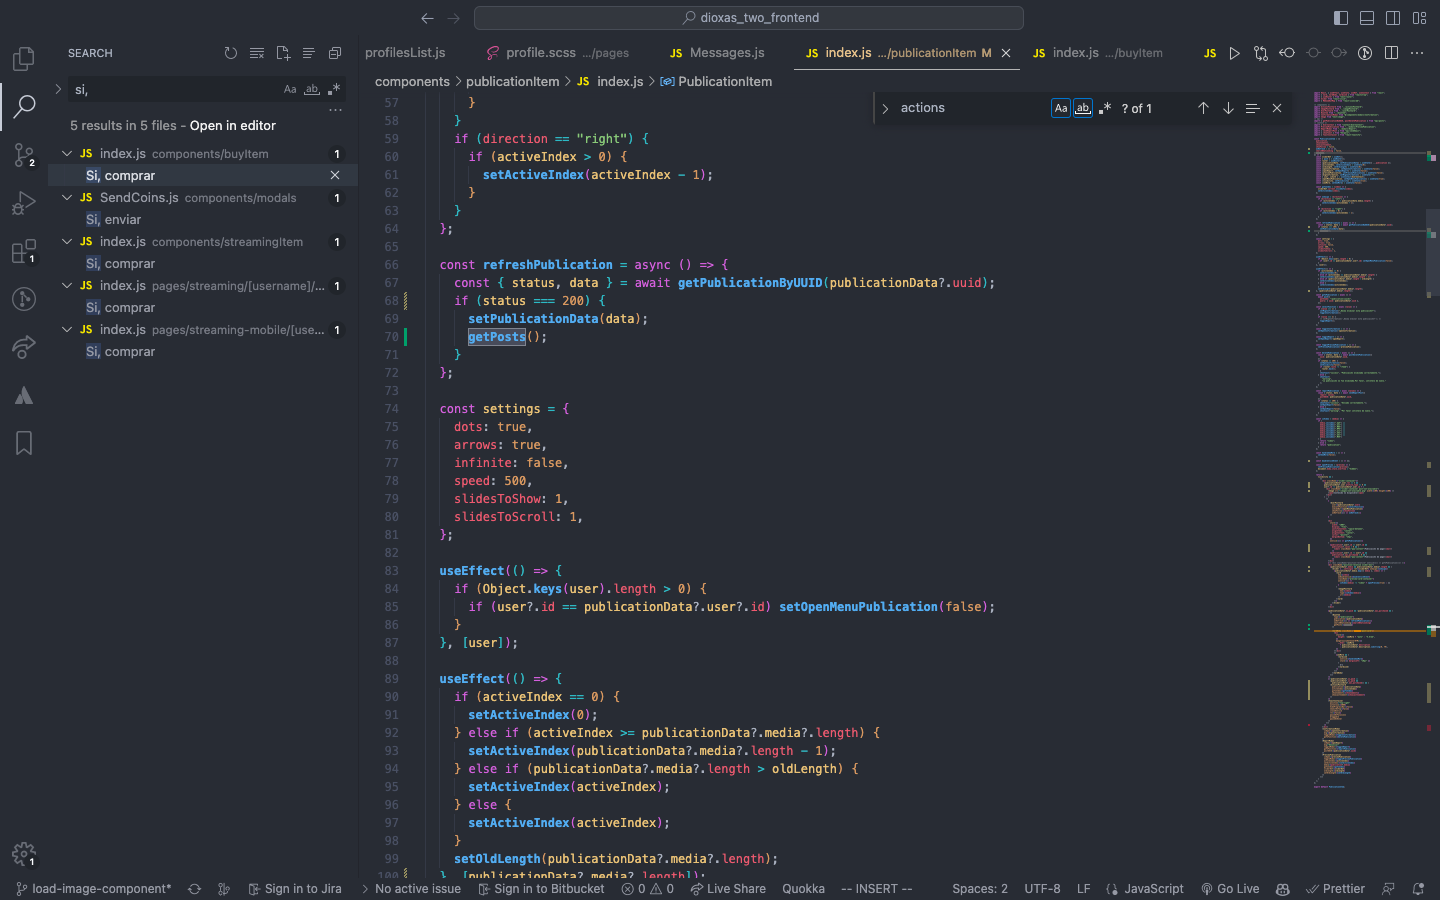 dioxas_two_frontend
SEARCH
si,
Aa ab .*
5 results in 5 files - Open in editor
JS index.js components/buyItem 1
Si, comprar
JS SendCoins.js components/modals 1
Si, enviar
JS index.js components/streamingItem 1
Si, comprar
JS index.js pages/streaming/[username]/... 1
Si, comprar
JS index.js pages/streaming-mobile/[use... 1
Si, comprar
2
1
1
profilesList.js
profile.scss .../pages
JS Messages.js
JS index.js .../publicationItem M
JS index.js .../buyItem
JS
components > publicationItem > JS index.js > PublicationItem
actions
Aa ab .* ? of 1
57 }
58 }
59 if (direction == "right") {
60 if (activeIndex > 0) {
61 setActiveIndex(activeIndex - 1);
62 }
63 }
64 };
65
66 const refreshPublication = async () => {
67 const { status, data } = await getPublicationByUUID(publicationData?.uuid);
68 if (status === 200) {
69 setPublicationData(data);
70 getPosts();
71 }
72 };
73
74 const settings = {
75 dots: true,
76 arrows: true,
77 infinite: false,
78 speed: 500,
79 slidesToShow: 1,
80 slidesToScroll: 1,
81 };
82
83 useEffect(() => {
84 if (Object.keys(user).length > 0) {
85 if (user?.id == publicationData?.user?.id) setOpenMenuPublication(false);
86 }
87 }, [user]);
88
89 useEffect(() => {
90 if (activeIndex == 0) {
91 setActiveIndex(0);
92 } else if (activeIndex >= publicationData?.media?.length) {
93 setActiveIndex(publicationData?.media?.length - 1);
94 } else if (publicationData?.media?.length > oldLength) {
95 setActiveIndex(activeIndex);
96 } else {
97 setActiveIndex(activeIndex);
98 }
99 setOldLength(publicationData?.media?.length);
100 }, [publicationData?.media?.length]);
load-image-component* Sign in to Jira > No active issue Sign in to Bitbucket 0 0 Live Share Quokka -- INSERT -- Spaces: 2 UTF-8 LF JavaScript Go Live Prettier